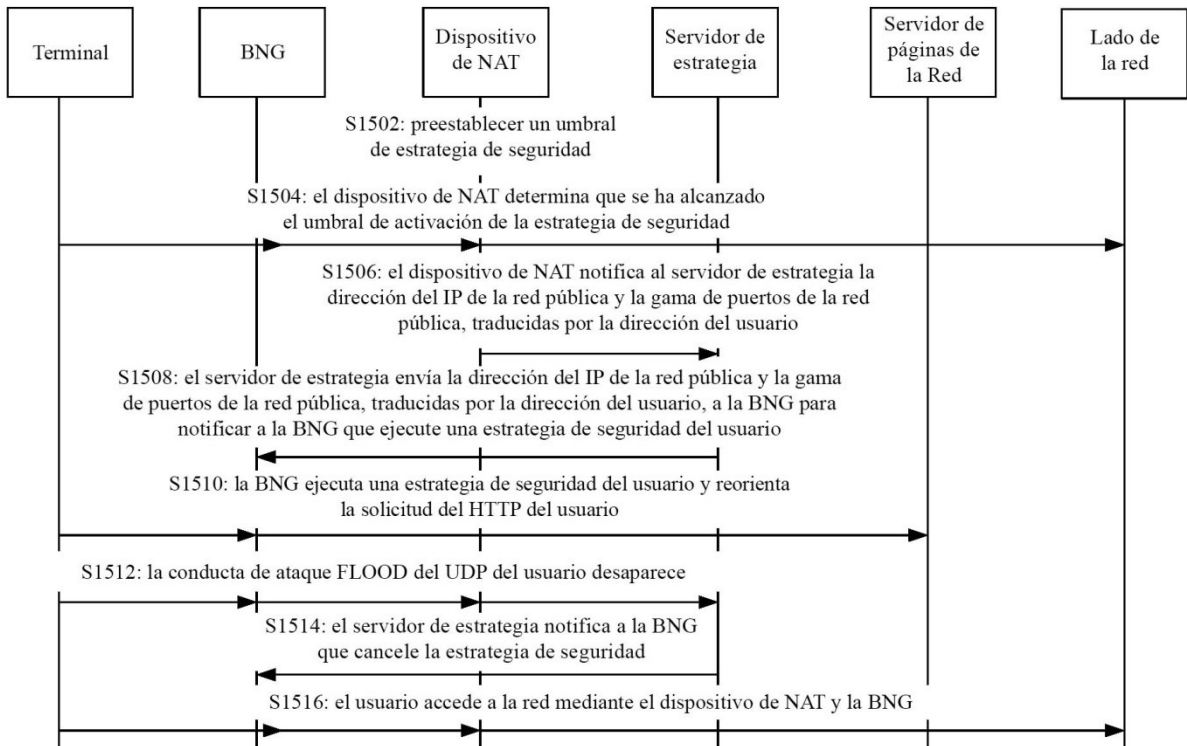 Terminal
BNG
Dispositivo
de NAT
Servidor de
estrategia
Servidor de
páginas de
la Red
Lado de
la red
S1502: preestablecer un umbral
de estrategia de seguridad
S1504: el dispositivo de NAT determina que se ha alcanzado
el umbral de activación de la estrategia de seguridad
S1506: el dispositivo de NAT notifica al servidor de estrategia la
dirección del IP de la red pública y la gama de puertos de la red
pública, traducidas por la dirección del usuario
S1508: el servidor de estrategia envía la dirección del IP de la red pública y la gama
de puertos de la red pública, traducidas por la dirección del usuario, a la BNG para
notificar a la BNG que ejecute una estrategia de seguridad del usuario
S1510: la BNG ejecuta una estrategia de seguridad del usuario y reorienta
la solicitud del HTTP del usuario
S1512: la conducta de ataque FLOOD del UDP del usuario desaparece
S1514: el servidor de estrategia notifica a la BNG
que cancele la estrategia de seguridad
S1516: el usuario accede a la red mediante el dispositivo de NAT y la BNG